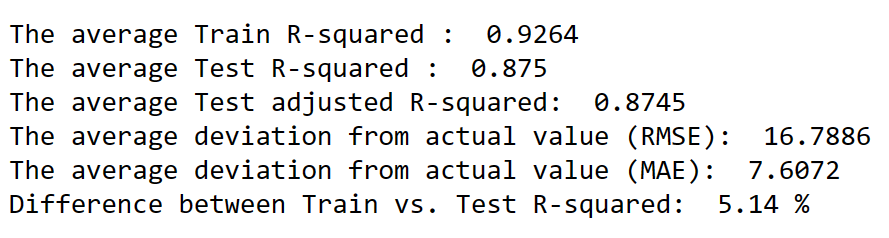 The average Train R-squared :  0.9264
The average Test R-squared :  0.875
The average Test adjusted R-squared:  0.8745
The average deviation from actual value (RMSE):  16.7886
The average deviation from actual value (MAE):  7.6072
Difference between Train vs. Test R-squared:  5.14 %